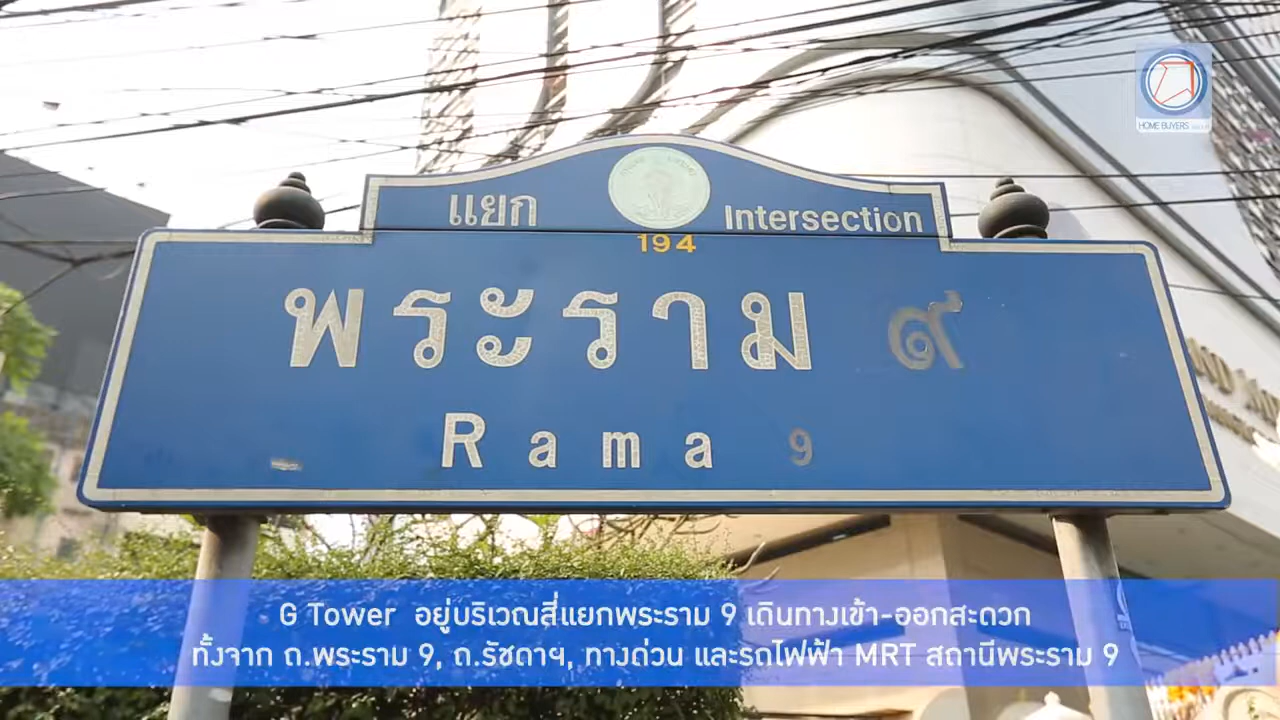 HOME BUYERS
แยก
Intersection
194
พระราม ๙
Rama 9
G Tower อยู่บริเวณสี่แยกพระราม 9 เดินทางเข้า-ออกสะดวก
ทั้งจาก ถ.พระราม 9, ถ.รัชดาฯ, ทางด่วน และรถไฟฟ้า MRT สถานีพระราม 9